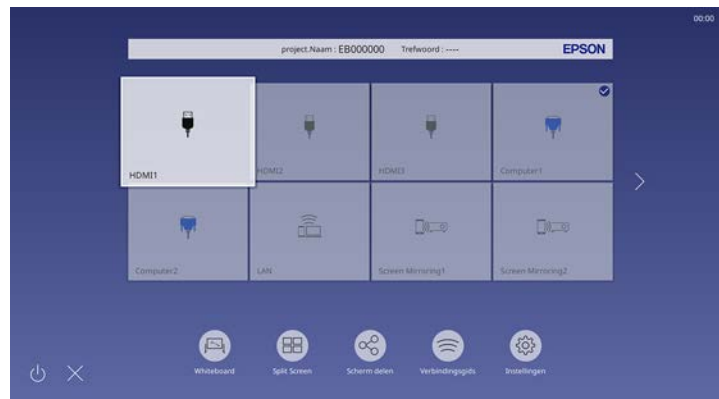 00:00
project.Naam : EB000000 Trefwoord : ---- EPSON
HDMI1 HDMI2 HDMI3 Computer1
Computer2 LAN Screen Mirroring1 Screen Mirroring2
Whiteboard Split Screen Scherm delen Verbindingsgids Instellingen